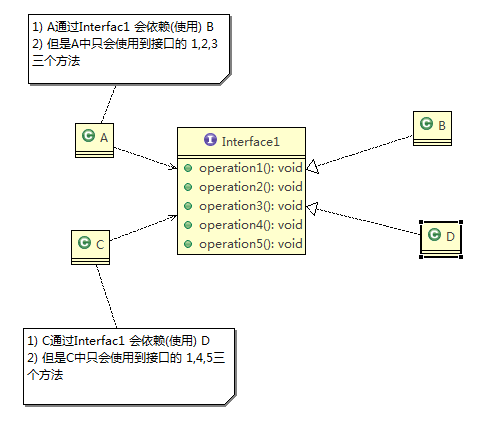 1) A通过Interfac1 会依赖(使用) B
2) 但是A中只会使用到接口的 1,2,3
三个方法
A
B
Interface1
operation1(): void
operation2(): void
operation3(): void
operation4(): void
operation5(): void
C
D
1) C通过Interfac1 会依赖(使用) D
2) 但是C中只会使用到接口的 1,4,5三
个方法